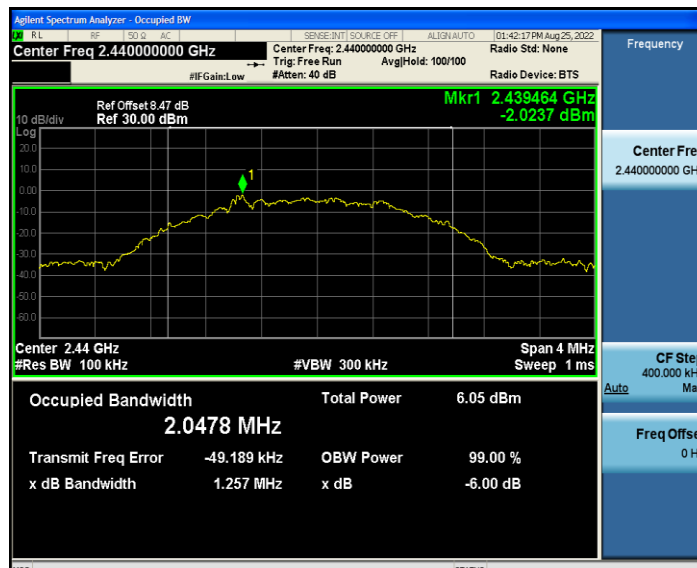 Agilent Spectrum Analyzer - Occupied BW
RL RF 50 Ω AC SENSE:INT SOURCE OFF ALIGNAUTO 01:42:17 PM Aug 25, 2022
Center Freq 2.440000000 GHz
Center Freq: 2.440000000 GHz Radio Std: None
Trig: Free Run Avg|Hold: 100/100
#IFGain:Low #Atten: 40 dB Radio Device: BTS
Ref Offset 8.47 dB
10 dB/div Ref 30.00 dBm
Mkr1 2.439464 GHz
-2.0237 dBm
Log
20.0
10.0
0.00
-10.0
-20.0
-30.0
-40.0
-50.0
-60.0
1
Center 2.44 GHz Span 4 MHz
#Res BW 100 kHz #VBW 300 kHz Sweep 1 ms
Occupied Bandwidth Total Power 6.05 dBm
2.0478 MHz
Transmit Freq Error -49.189 kHz OBW Power 99.00 %
x dB Bandwidth 1.257 MHz x dB -6.00 dB
Frequency
Center Fre
2.440000000 GH
CF Ste
400.000 kH
Auto Ma
Freq Offse
0 H